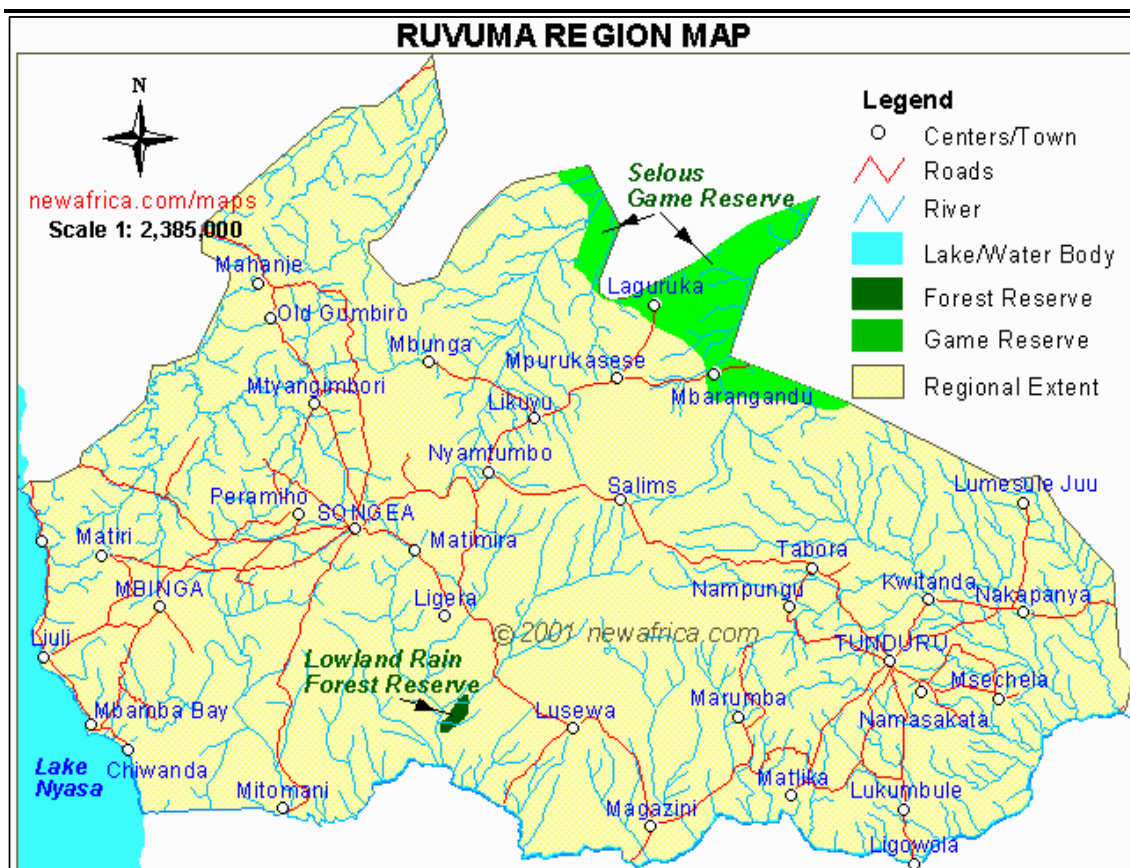 RUVUMA REGION MAP
N
newafrica.com/maps
Scale 1: 2,385,000
Legend
Centers/Town
Roads
River
Lake/Water Body
Forest Reserve
Game Reserve
Regional Extent
Selous
Game Reserve
Mahanje
Laguruka
Old Gumbiro
Mbunga
Mpurukasese
Mtyangimbori
Mbarangandu
Likuyu
Nyamtumbo
Salims
Lumesule Juu
Peramiho
SONGEA
Matiri
Matimira
Tabora
MBINGA
Ligera
Nampungu
Kwitanda
Nakapanya
© 2001 newafrica.com
Liuli
TUNDURU
Lowland Rain
Forest Reserve
Msechela
Mbamba Bay
Lusewa
Marumba
Namasakata
Lake
Nyasa
Chiwanda
Mitomani
Matlika
Lukumbule
Magazini
Ligowola